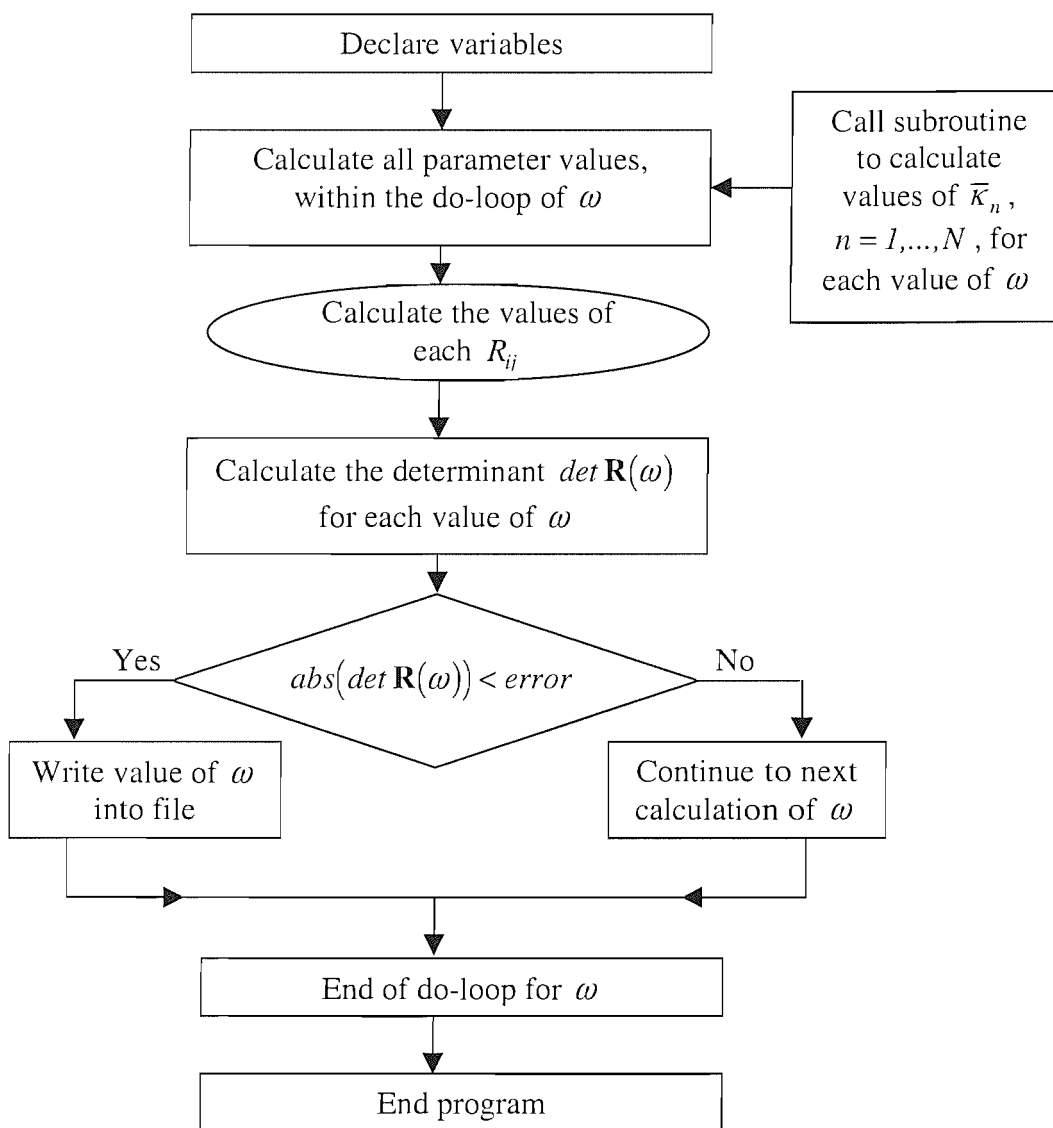 Declare variables
Calculate all parameter values,
within the do-loop of ω
Call subroutine
to calculate
values of κ̄ₙ ,
n = 1,...,N , for
each value of ω
Calculate the values of
each Rᵢⱼ
Calculate the determinant det R(ω)
for each value of ω
Yes
abs(det R(ω)) < error
No
Write value of ω
into file
Continue to next
calculation of ω
End of do-loop for ω
End program